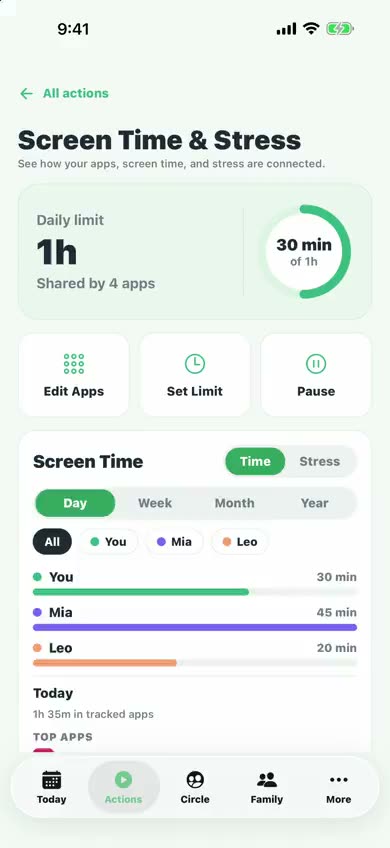 9:41
All actions
Screen Time & Stress
See how your apps, screen time, and stress are connected.
Daily limit
1h
Shared by 4 apps
30 min
of 1h
Edit Apps
Set Limit
Pause
Screen Time
Time
Stress
Day
Week
Month
Year
All
You
Mia
Leo
You
30 min
Mia
45 min
Leo
20 min
Today
1h 35m in tracked apps
TOP APPS
Today
Actions
Circle
Family
More